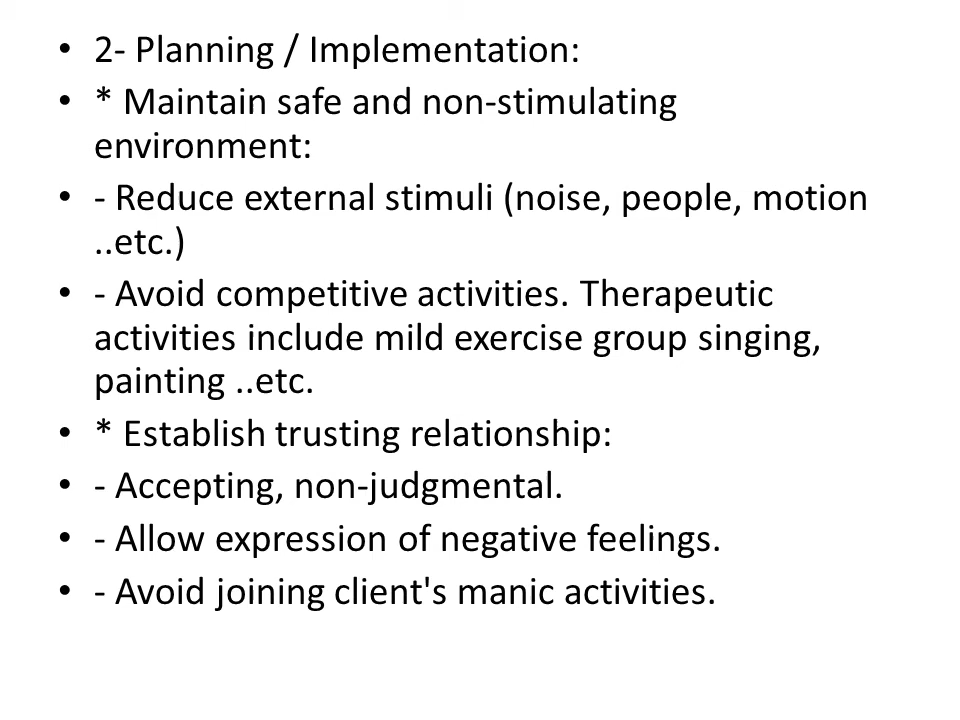 • 2- Planning / Implementation:
• * Maintain safe and non-stimulating
environment:
• - Reduce external stimuli (noise, people, motion
..etc.)
• - Avoid competitive activities. Therapeutic
activities include mild exercise group singing,
painting ..etc.
• * Establish trusting relationship:
• - Accepting, non-judgmental.
• - Allow expression of negative feelings.
• - Avoid joining client's manic activities.